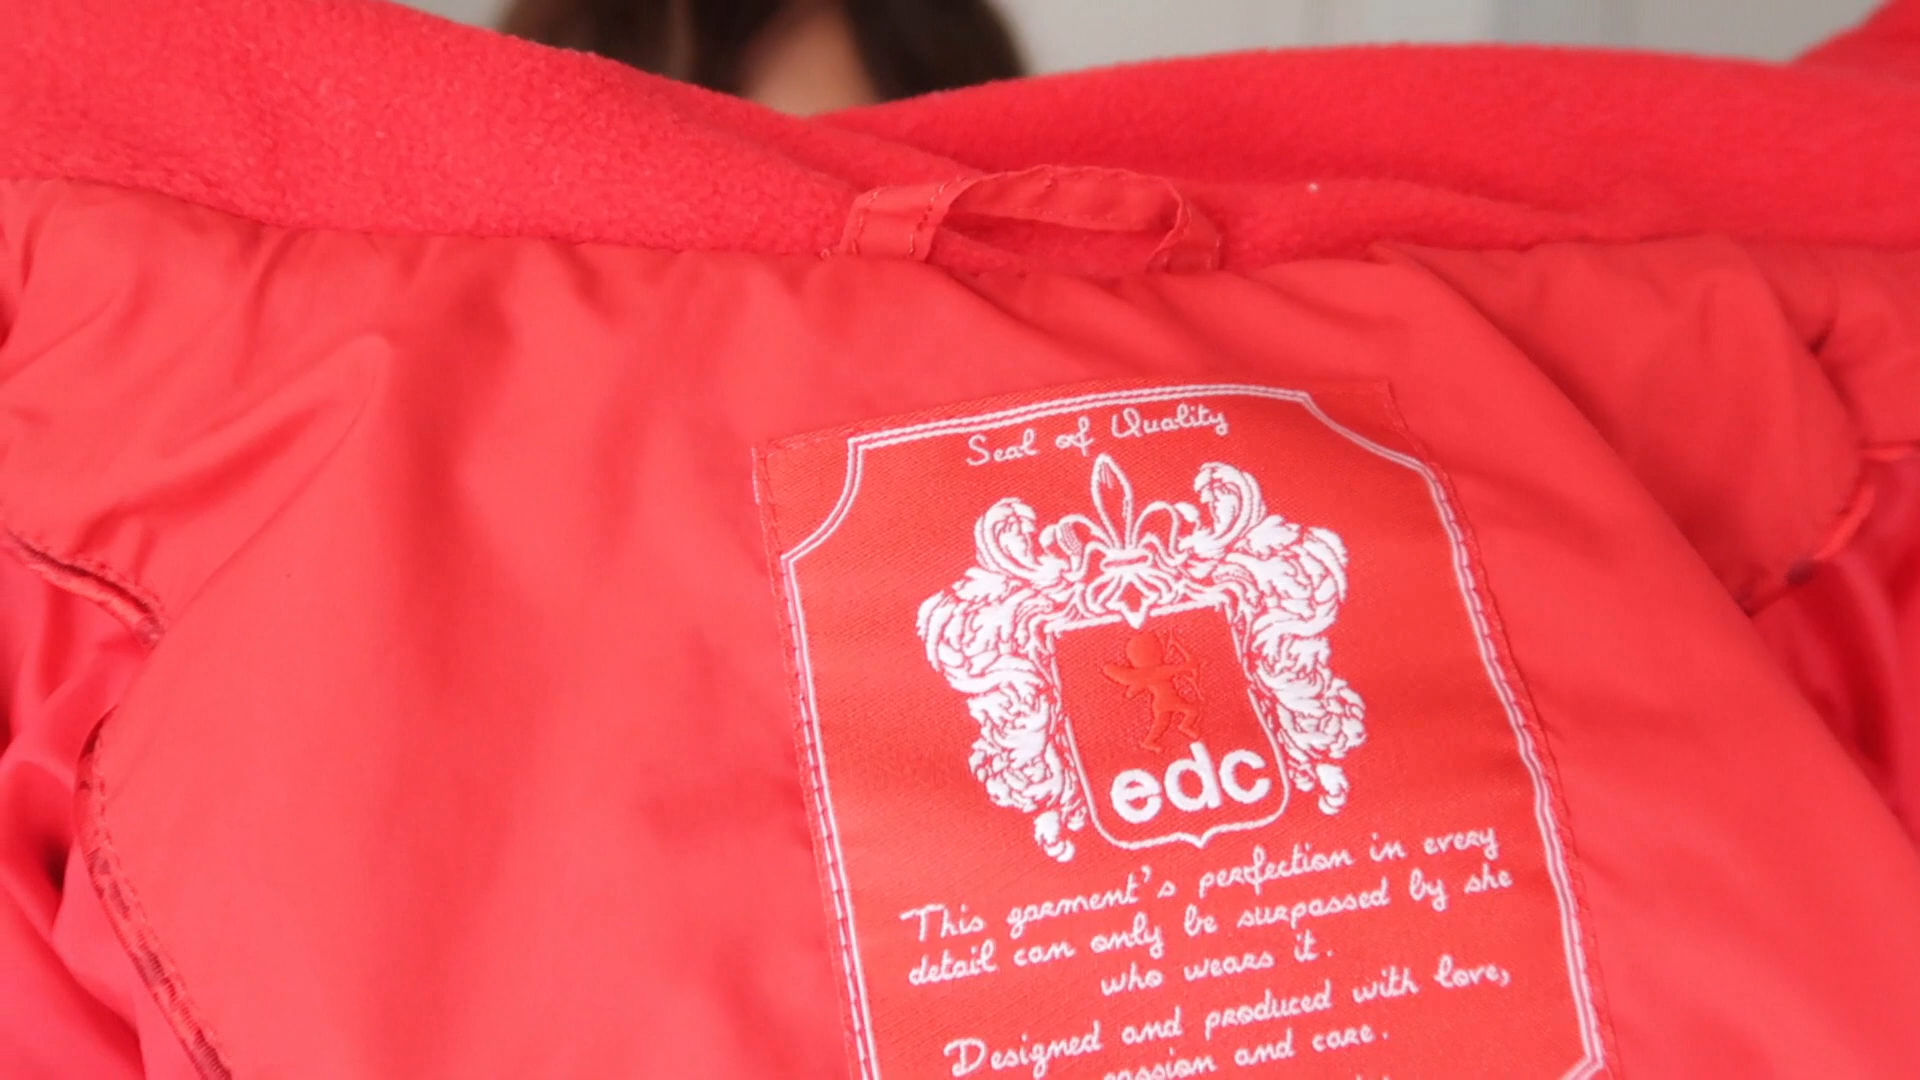 Seal of Quality
edc
This garment's perfection in every
detail can only be surpassed by she
who wears it.
Designed and produced with love,
passion and care.